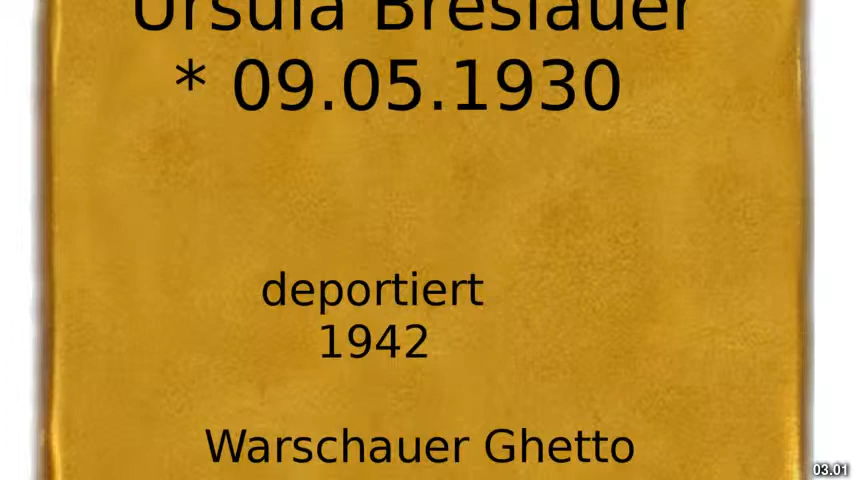 Ursula Breslauer
* 09.05.1930
deportiert
1942
Warschauer Ghetto
03.01